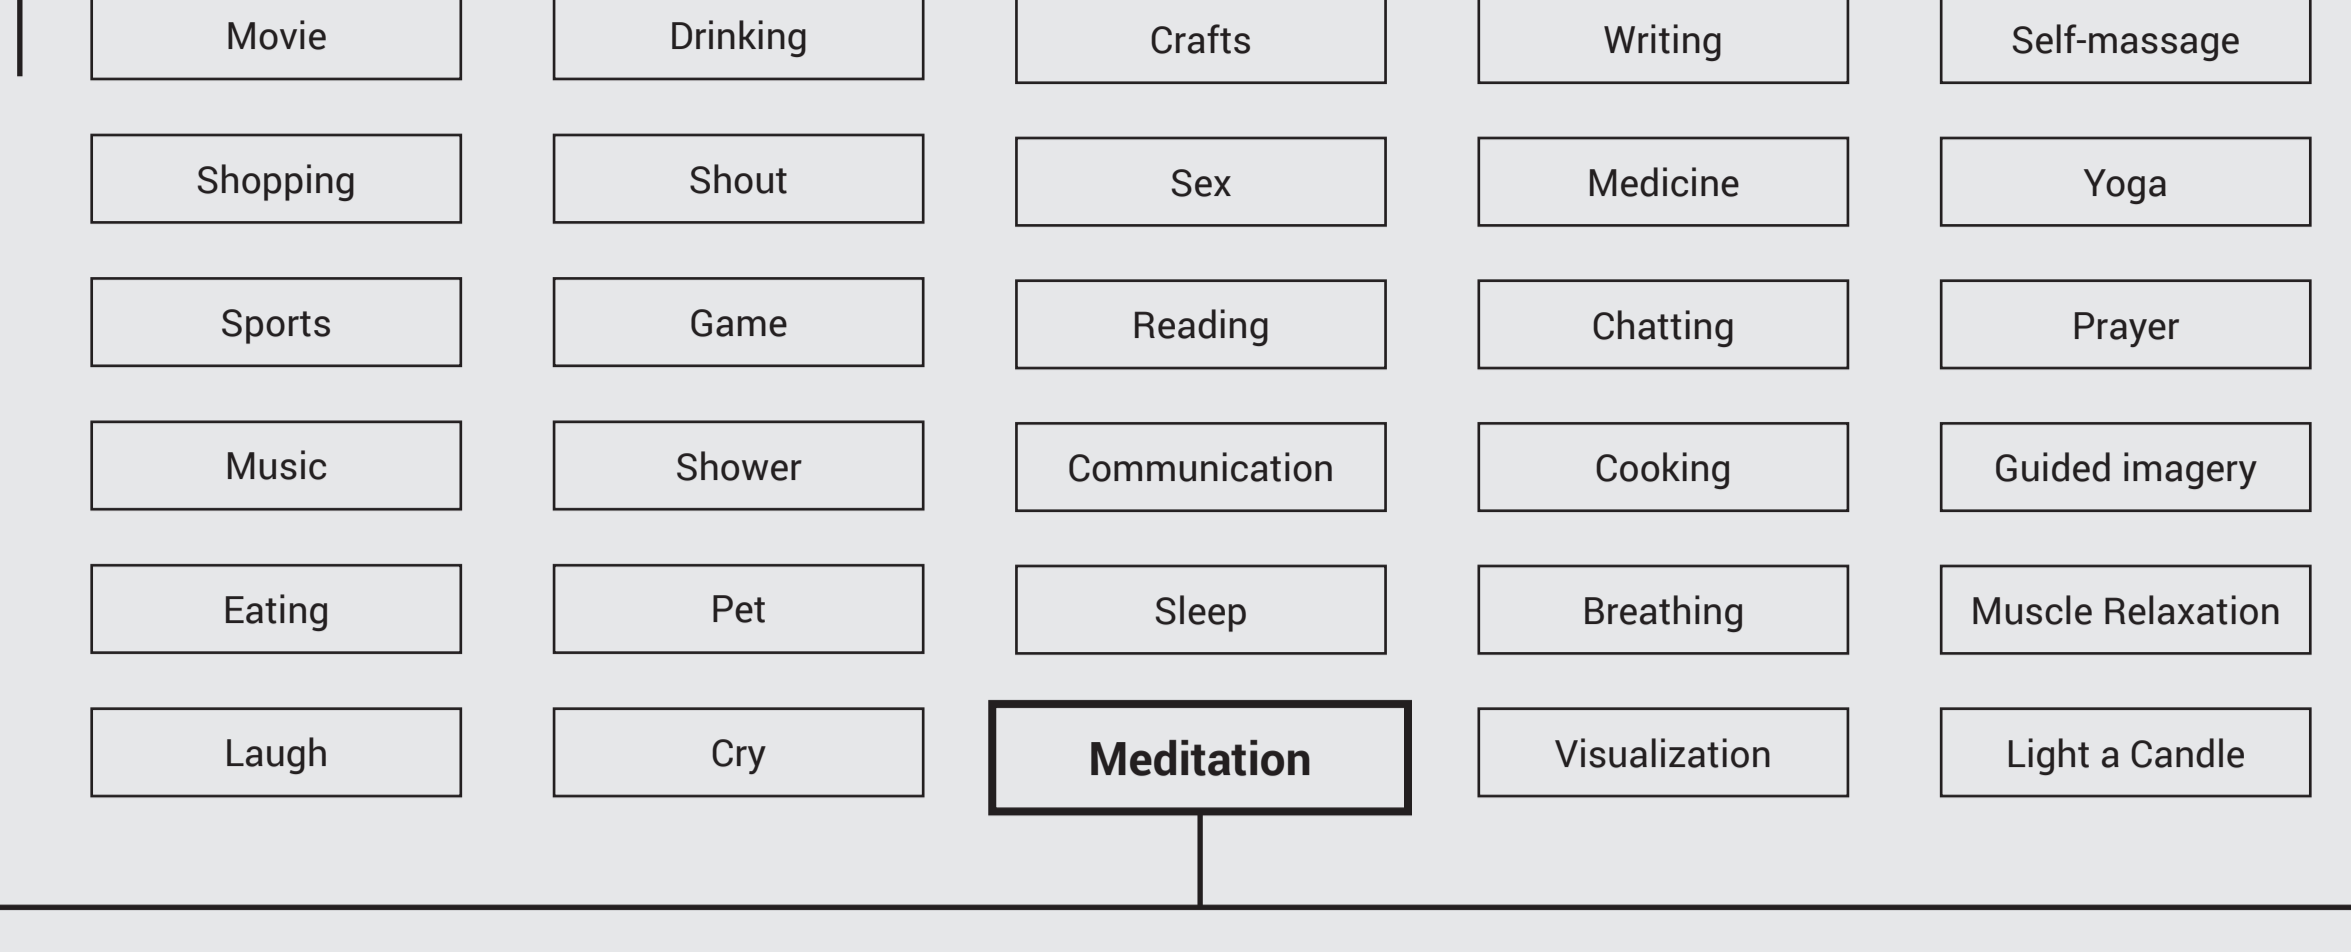 Movie
Drinking
Crafts
Writing
Self-massage
Shopping
Shout
Sex
Medicine
Yoga
Sports
Game
Reading
Chatting
Prayer
Music
Shower
Communication
Cooking
Guided imagery
Eating
Pet
Sleep
Breathing
Muscle Relaxation
Laugh
Cry
Meditation
Visualization
Light a Candle